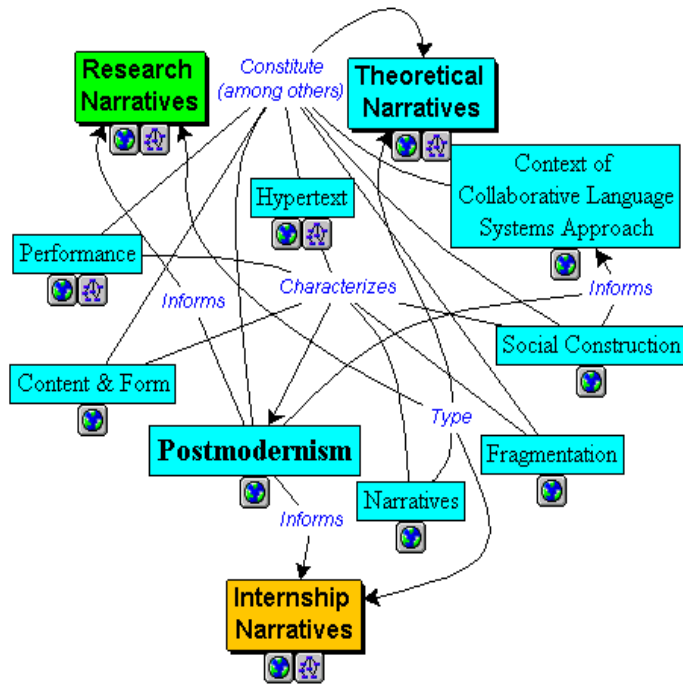 Research
Narratives
Constitute
(among others)
Theoretical
Narratives
Context of
Collaborative Language
Systems Approach
Hypertext
Performance
Informs
Characterizes
Informs
Social Construction
Content & Form
Type
Postmodernism
Fragmentation
Narratives
Informs
Internship
Narratives